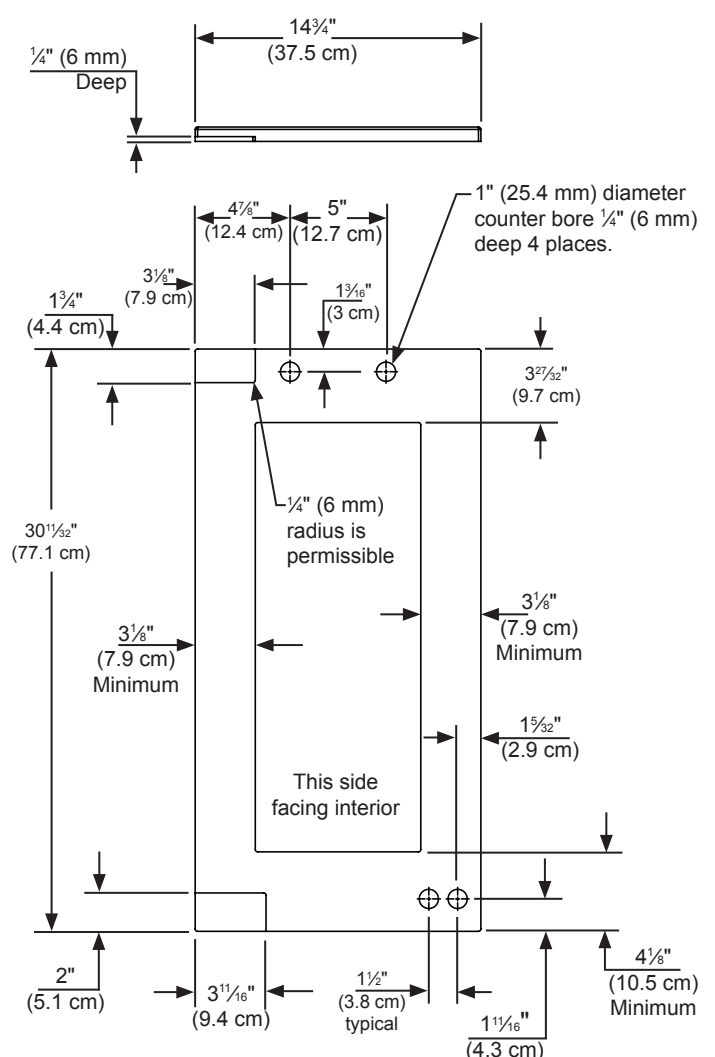 14¾"
(37.5 cm)
¼" (6 mm)
Deep
1" (25.4 mm) diameter
counter bore ¼" (6 mm)
deep 4 places.
4⅞"
(12.4 cm)
5"
(12.7 cm)
3⅛"
(7.9 cm)
1³⁄₁₆"
(3 cm)
1¾"
(4.4 cm)
3²⁷⁄₃₂"
(9.7 cm)
¼" (6 mm)
radius is
permissible
30¹¹⁄₃₂"
(77.1 cm)
3⅛"
(7.9 cm)
Minimum
3⅛"
(7.9 cm)
Minimum
1⁵⁄₃₂"
(2.9 cm)
This side
facing interior
2"
(5.1 cm)
3¹¹⁄₁₆"
(9.4 cm)
1½"
(3.8 cm)
typical
1¹¹⁄₁₆"
(4.3 cm)
4⅛"
(10.5 cm)
Minimum